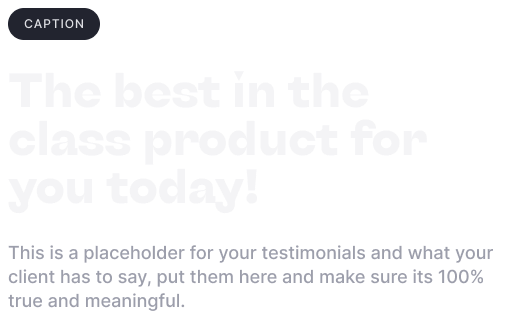 CAPTION
The best in the
class product for
you today!
This is a placeholder for your testimonials and what your
client has to say, put them here and make sure its 100%
true and meaningful.